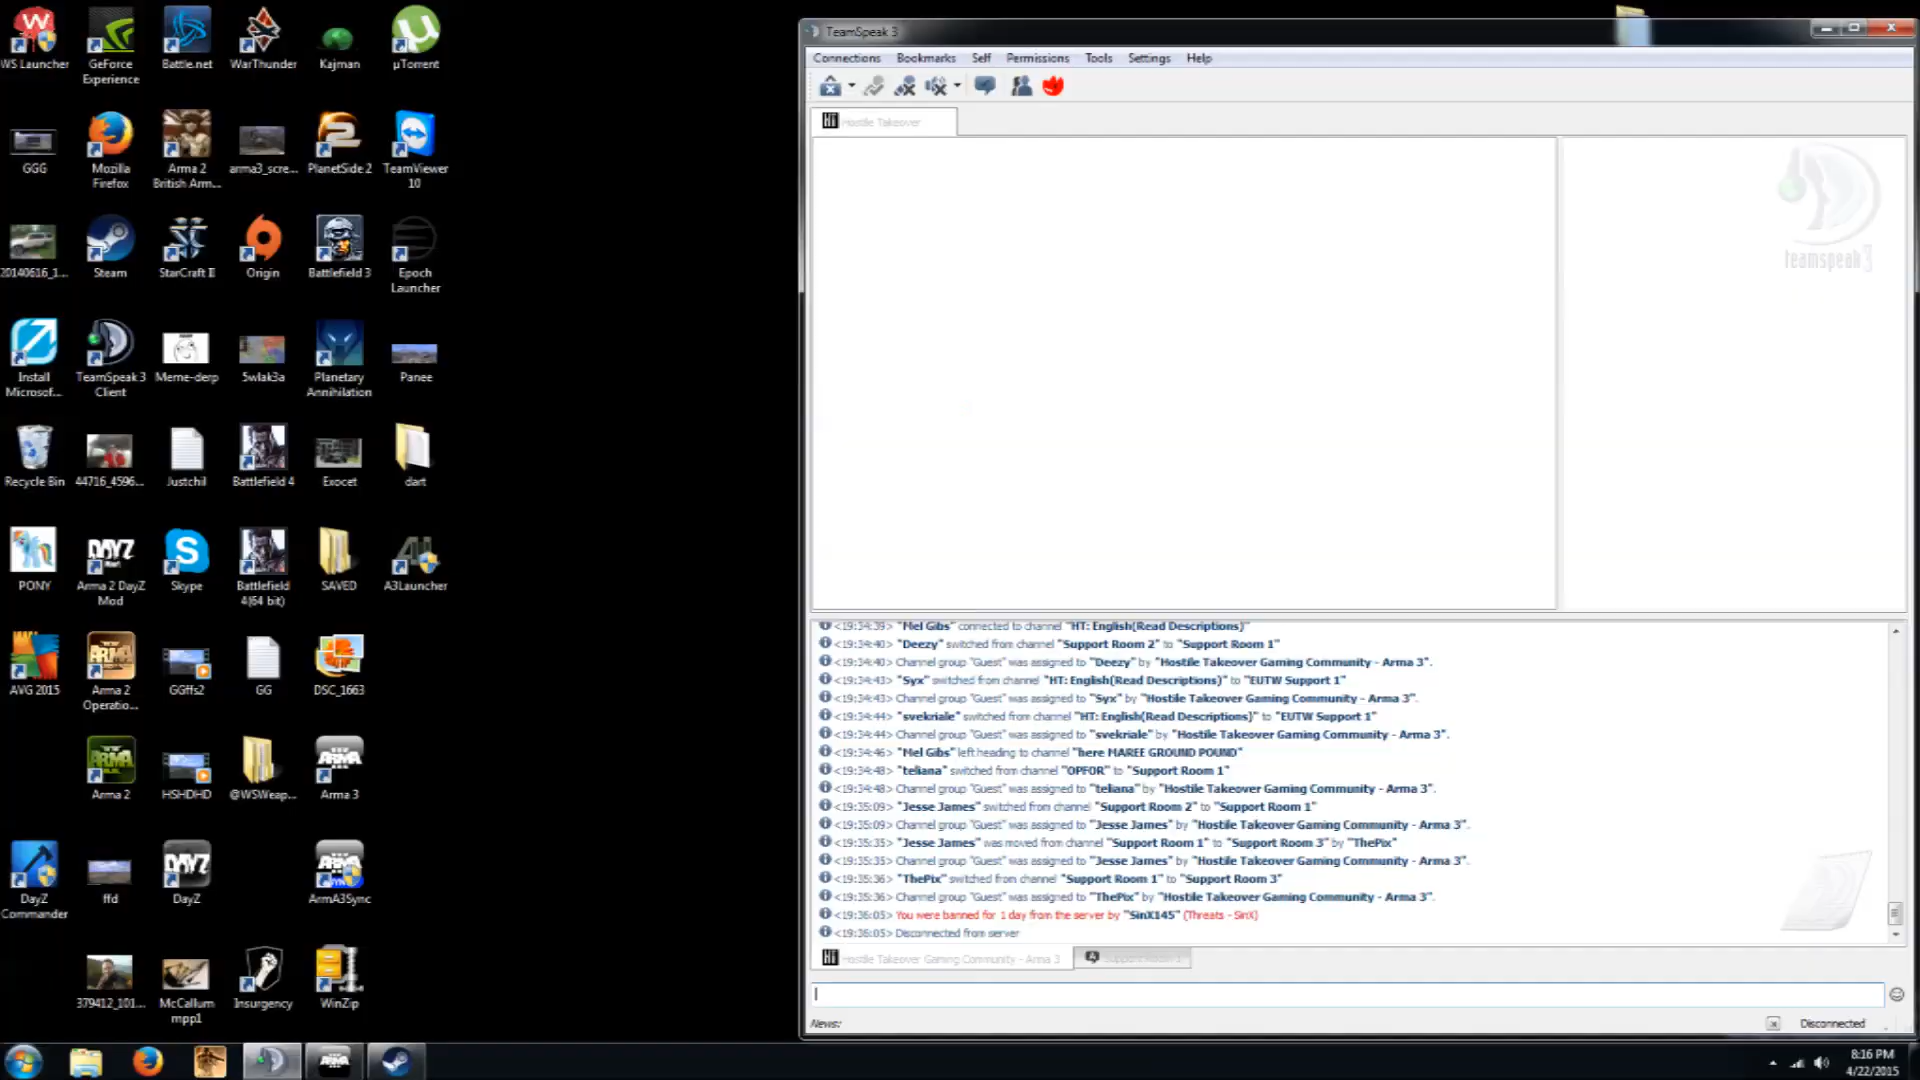 WS Launcher
GeForce Experience
Battle.net
WarThunder
Kajman
µTorrent
GGG
Mozilla Firefox
Arma 2 British Arm...
arma3_scre...
PlanetSide 2
TeamViewer 10
20140616_1...
Steam
StarCraft II
Origin
Battlefield 3
Epoch Launcher
Install Microsof...
TeamSpeak 3 Client
Meme-derp
5wlak3a
Planetary Annihilation
Panee
Recycle Bin
44716_4596...
Justchil
Battlefield 4
Exocet
dart
PONY
Arma 2 DayZ Mod
Skype
Battlefield 4(64 bit)
SAVED
A3Launcher
AVG 2015
Arma 2 Operatio...
GGffs2
GG
DSC_1663
Arma 2
HSHDHD
@WSWeap...
Arma 3
DayZ Commander
ffd
DayZ
ArmA3Sync
379412_101...
McCallum mpp1
Insurgency
WinZip
TeamSpeak 3
Connections Bookmarks Self Permissions Tools Settings Help
Hostile Takeover
teamspeak 3
<19:34:39> "Mel Gibs" connected to channel "HT: English(Read Descriptions)"
<19:34:40> "Deezy" switched from channel "Support Room 2" to "Support Room 1"
<19:34:40> Channel group "Guest" was assigned to "Deezy" by "Hostile Takeover Gaming Community - Arma 3".
<19:34:43> "Syx" switched from channel "HT: English(Read Descriptions)" to "EUTW Support 1"
<19:34:43> Channel group "Guest" was assigned to "Syx" by "Hostile Takeover Gaming Community - Arma 3".
<19:34:44> "svekriale" switched from channel "HT: English(Read Descriptions)" to "EUTW Support 1"
<19:34:44> Channel group "Guest" was assigned to "svekriale" by "Hostile Takeover Gaming Community - Arma 3".
<19:34:46> "Mel Gibs" left heading to channel "here MAREE GROUND POUND"
<19:34:48> "teliana" switched from channel "OPFOR" to "Support Room 1"
<19:34:48> Channel group "Guest" was assigned to "teliana" by "Hostile Takeover Gaming Community - Arma 3".
<19:35:09> "Jesse James" switched from channel "Support Room 2" to "Support Room 1"
<19:35:09> Channel group "Guest" was assigned to "Jesse James" by "Hostile Takeover Gaming Community - Arma 3".
<19:35:35> "Jesse James" was moved from channel "Support Room 1" to "Support Room 3" by "ThePix"
<19:35:35> Channel group "Guest" was assigned to "Jesse James" by "Hostile Takeover Gaming Community - Arma 3".
<19:35:36> "ThePix" switched from channel "Support Room 1" to "Support Room 3"
<19:35:36> Channel group "Guest" was assigned to "ThePix" by "Hostile Takeover Gaming Community - Arma 3".
<19:36:05> You were banned for 1 day from the server by "SinX145" (Threats - SinX)
<19:36:05> Disconnected from server
Hostile Takeover Gaming Community - Arma 3
Support Room 1
News:
Disconnected
8:16 PM
4/22/2015